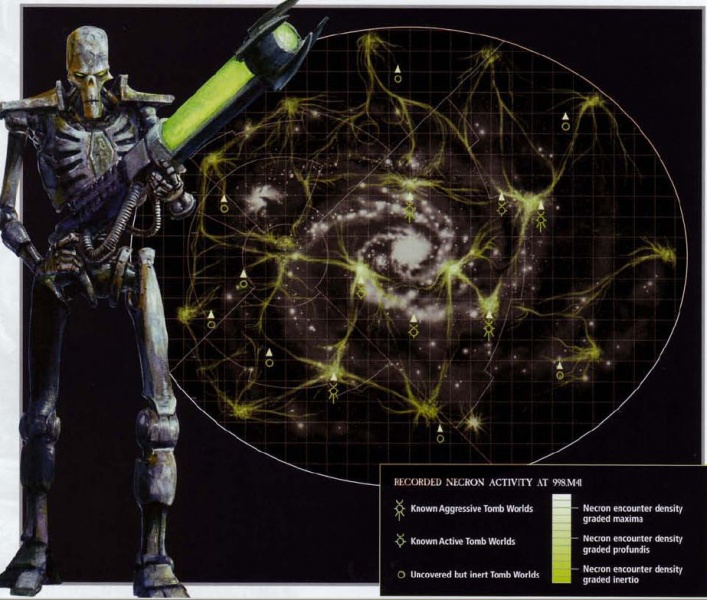 RECORDED NECRON ACTIVITY AT 998.M41
Known Aggressive Tomb Worlds
Known Active Tomb Worlds
Uncovered but inert Tomb Worlds
Necron encounter density
graded maxima
Necron encounter density
graded profundis
Necron encounter density
graded inertio